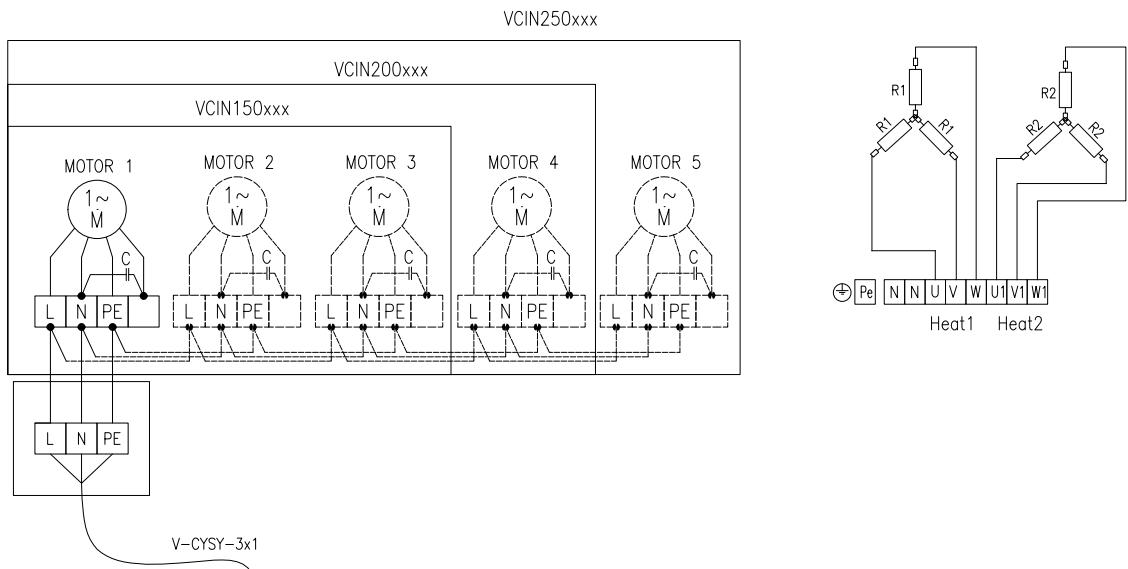 VCIN250xxx
VCIN200xxx
VCIN150xxx
MOTOR 1 MOTOR 2 MOTOR 3 MOTOR 4 MOTOR 5
1~ 1~ 1~ 1~ 1~
M M M M M
C C C C C
L N PE L N PE L N PE L N PE L N PE
L N PE
V-CYSY-3x1
R1 R2
R1 R1 R2 R2
Pe N N U V W U1 V1 W1
Heat1 Heat2